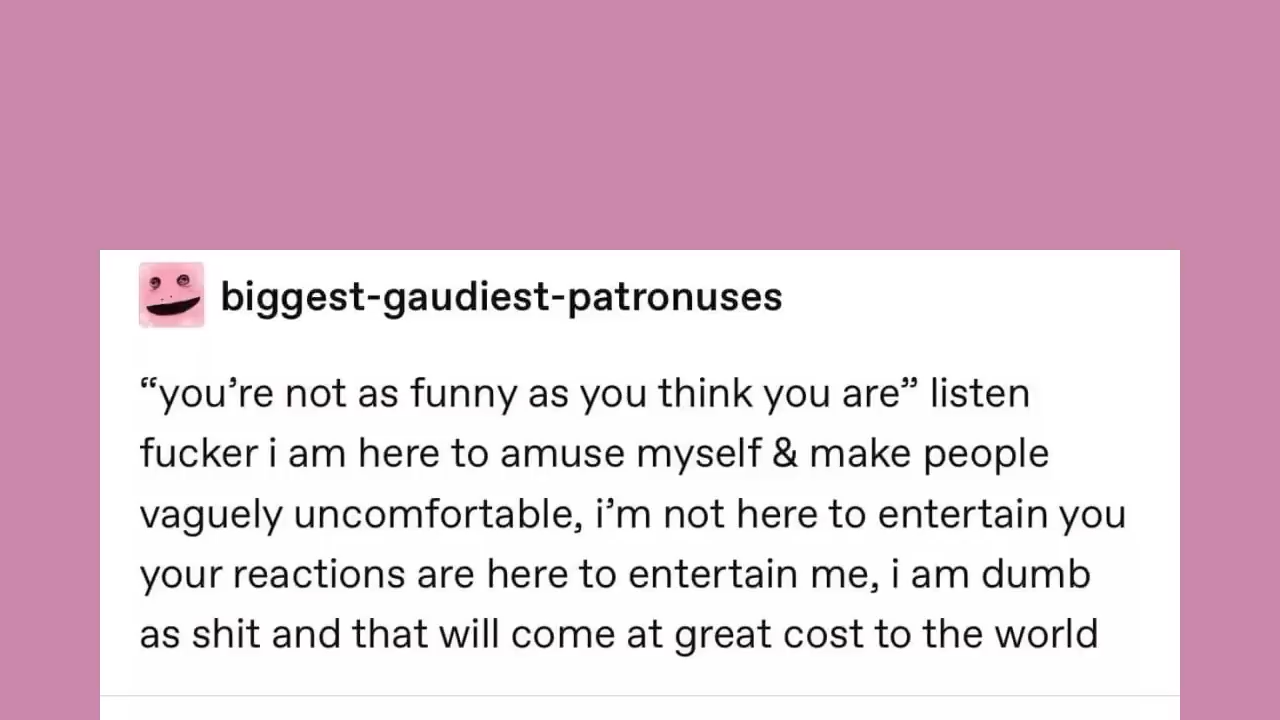 biggest-gaudiest-patronuses
“you’re not as funny as you think you are” listen
fucker i am here to amuse myself & make people
vaguely uncomfortable, i’m not here to entertain you
your reactions are here to entertain me, i am dumb
as shit and that will come at great cost to the world